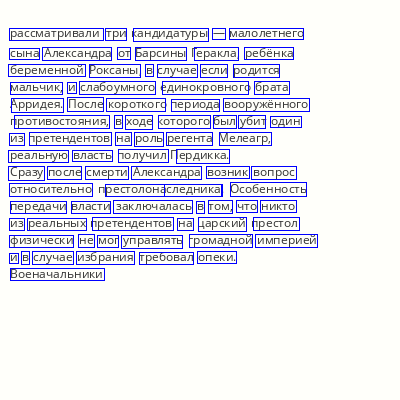 рассматривали три кандидатуры — малолетнего
сына Александра от Барсины Геракла, ребёнка
беременной Роксаны, в случае если родится
мальчик, и слабоумного единокровного брата
Арридея. После короткого периода вооружённого
противостояния, в ходе которого был убит один
из претендентов на роль регента Мелеагр,
реальную власть получил Пердикка.
Сразу после смерти Александра возник вопрос
относительно престолонаследника. Особенность
передачи власти заключалась в том, что никто
из реальных претендентов на царский престол
физически не мог управлять громадной империей
и в случае избрания требовал опеки.
Военачальники